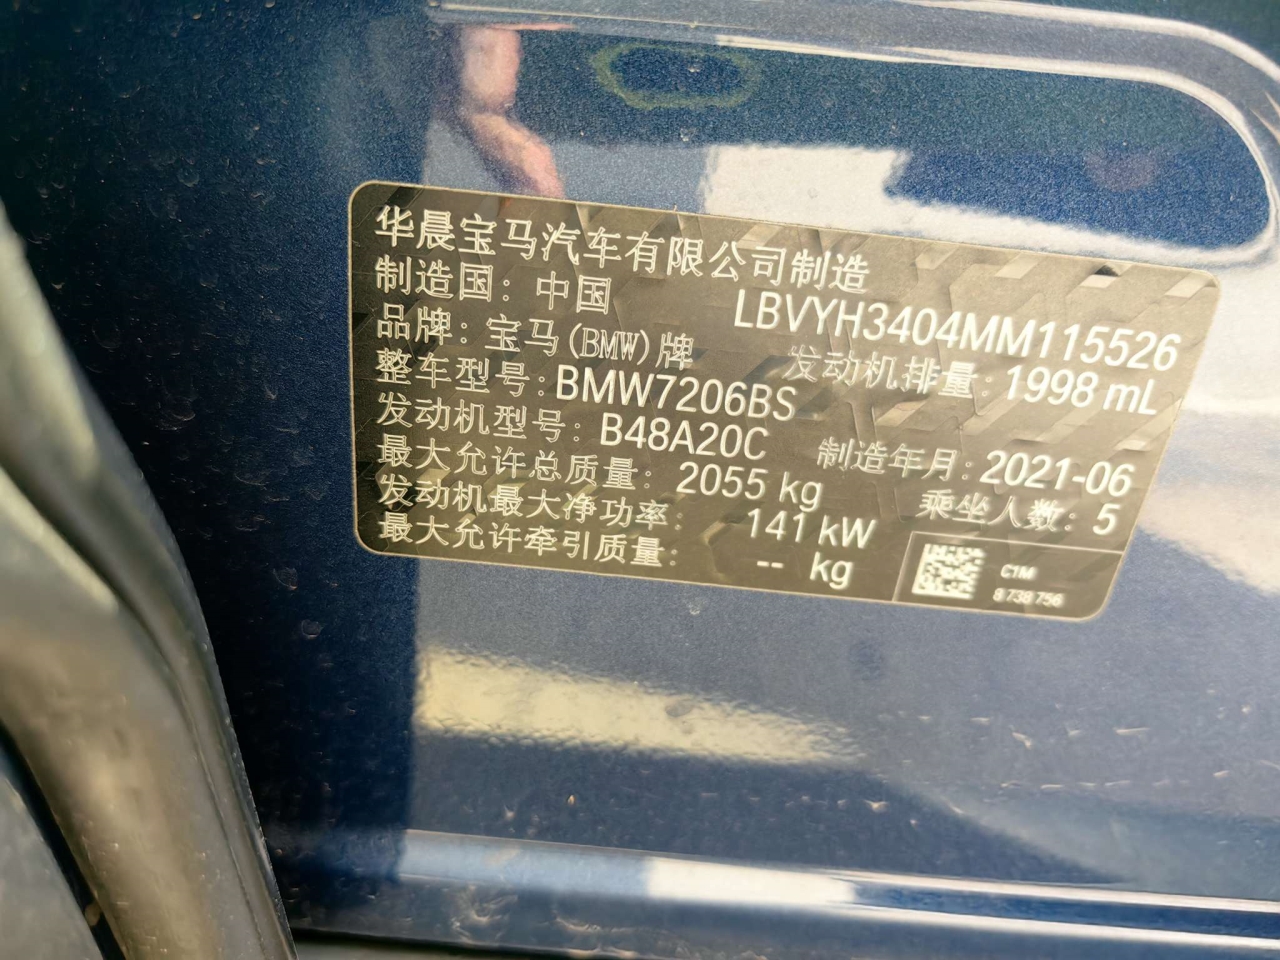 华晨宝马汽车有限公司制造
制造国：中国
LBVYH3404MM115526
品牌：宝马(BMW)牌
发动机排量：1998 mL
整车型号：BMW7206BS
发动机型号：B48A20C
制造年月：2021-06
最大允许总质量：2055 kg
乘坐人数：5
发动机最大净功率：141 kW
最大允许牵引质量：-- kg
C1M
8 738 756